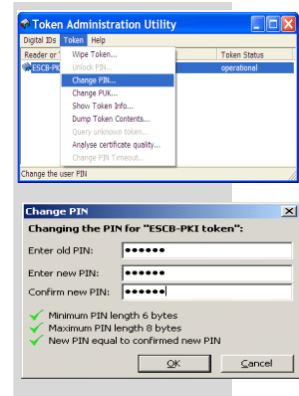 Token Administration Utility
Digital IDs Token Help
Reader or Token Status
ESCB-PK operational
Wipe Token...
Unlock PIN...
Change PIN...
Change PUK...
Show Token Info...
Dump Token Contents...
Query unknown token...
Analyse certificate quality...
Change PIN Timeout...
Change the user PIN
Change PIN
Changing the PIN for "ESCB-PKI token":
Enter old PIN: ••••••
Enter new PIN: ••••••
Confirm new PIN: ••••••
Minimum PIN length 6 bytes
Maximum PIN length 8 bytes
New PIN equal to confirmed new PIN
OK Cancel